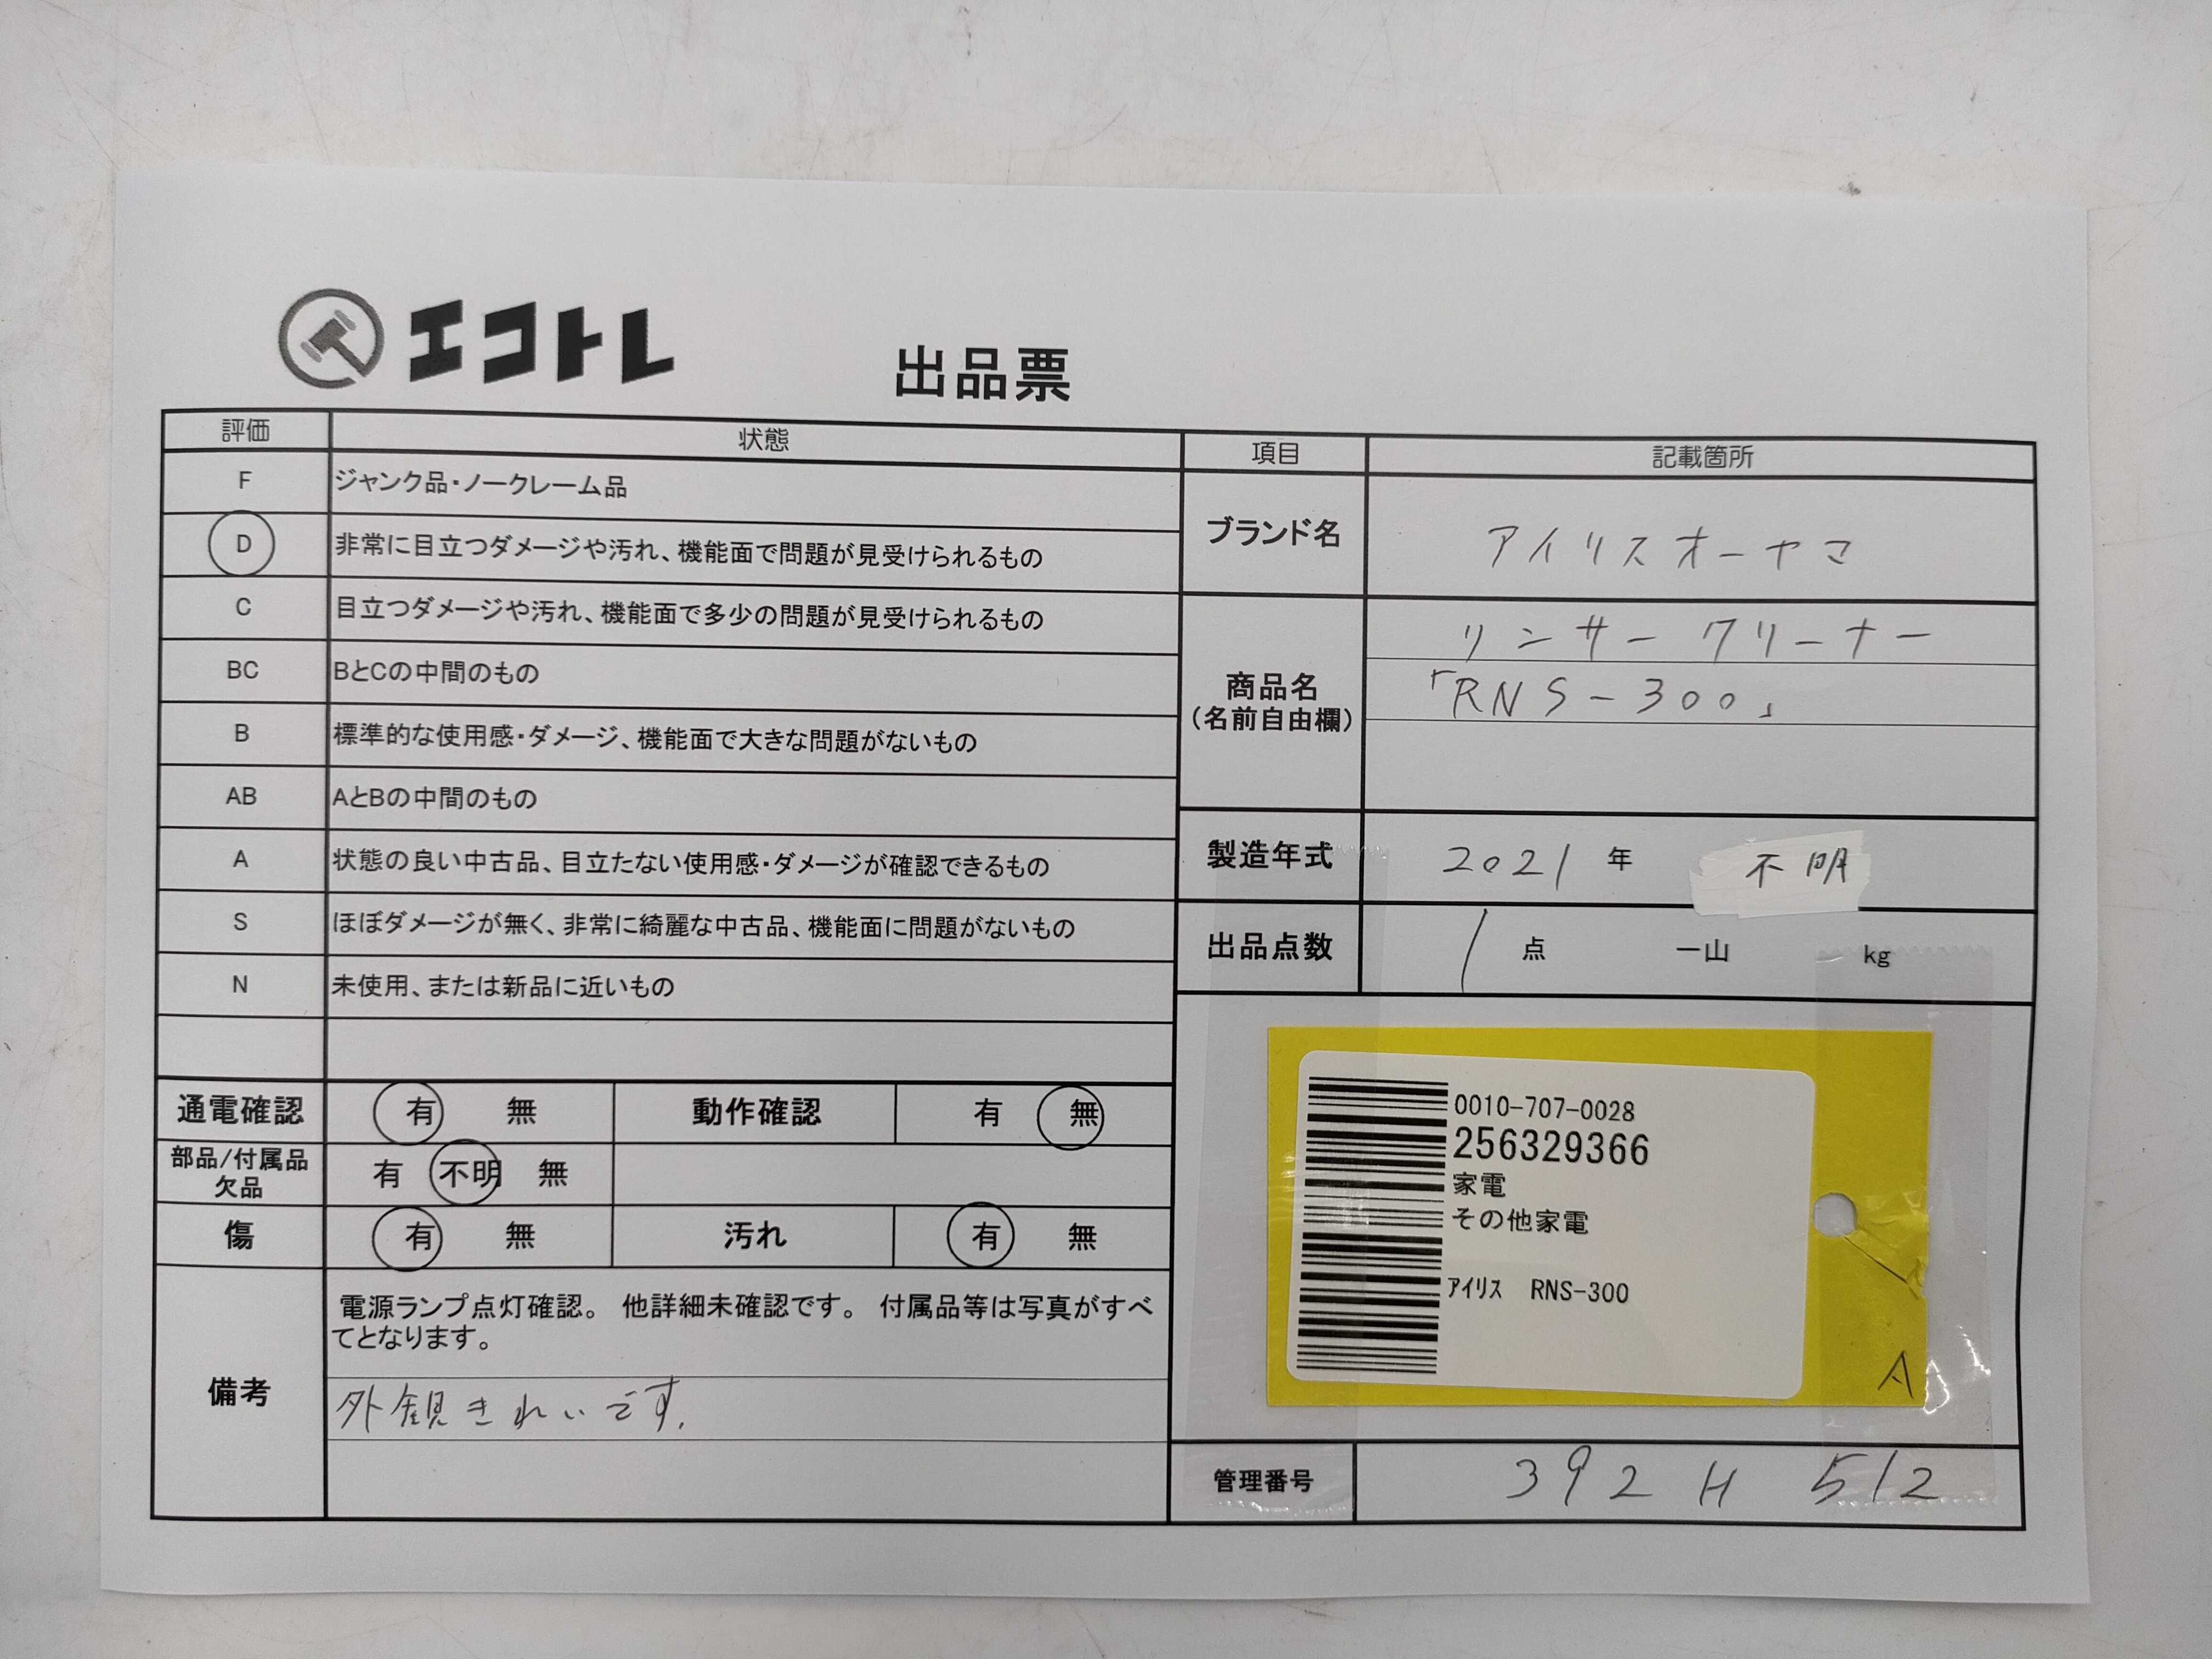 エコトレ
出品票
評価 状態
F ジャンク品・ノークレーム品
D 非常に目立つダメージや汚れ、機能面で問題が見受けられるもの
C 目立つダメージや汚れ、機能面で多少の問題が見受けられるもの
BC BとCの中間のもの
B 標準的な使用感・ダメージ、機能面で大きな問題がないもの
AB AとBの中間のもの
A 状態の良い中古品、目立たない使用感・ダメージが確認できるもの
S ほぼダメージが無く、非常に綺麗な中古品、機能面に問題がないもの
N 未使用、または新品に近いもの
通電確認 有 無 動作確認 有 無
部品/付属品
欠品 有 不明 無
傷 有 無 汚れ 有 無
備考
電源ランプ点灯確認。 他詳細未確認です。 付属品等は写真がすべ
てとなります。
外観きれいです.
項目 記載箇所
ブランド名 アイリスオーヤマ
商品名
(名前自由欄)
リンサークリーナー
「RNS-300」
製造年式 2021 年 不明
出品点数 1 点 一山 kg
0010-707-0028
256329366
家電
その他家電
ｱｲﾘｽ RNS-300
A
管理番号 392 H 512